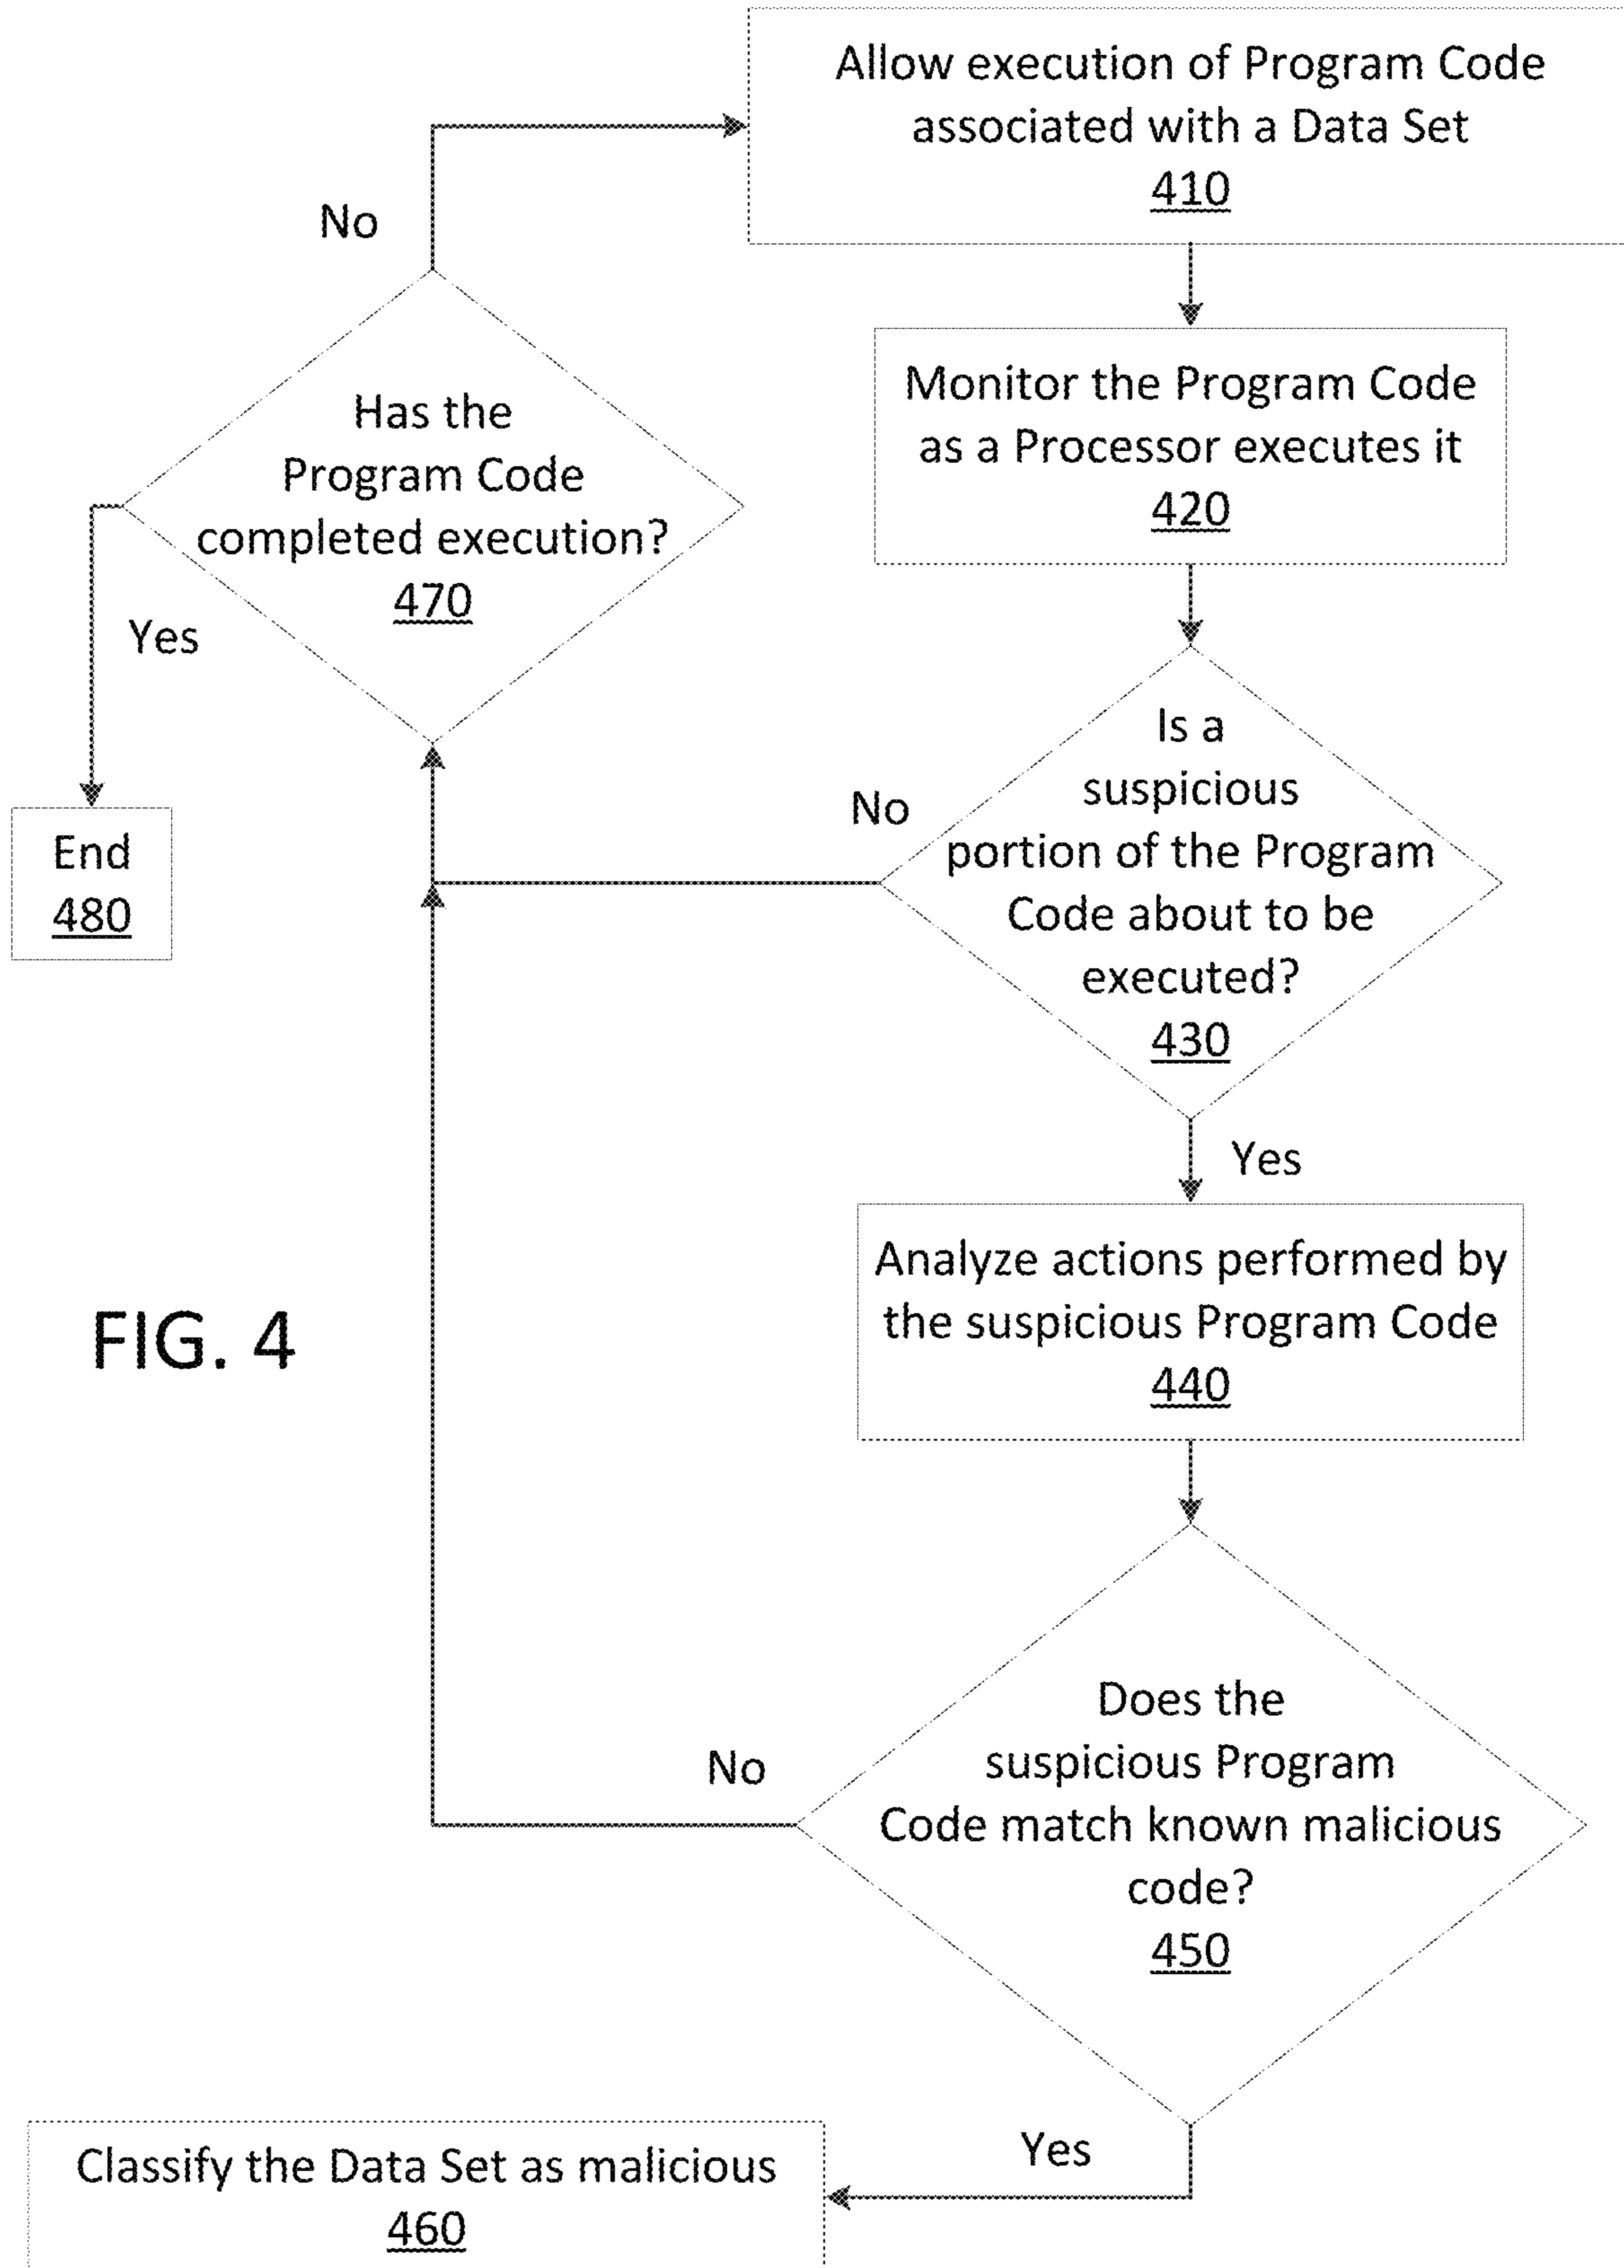 Allow execution of Program Code
associated with a Data Set
410
No
Monitor the Program Code
as a Processor executes it
420
Has the
Program Code
completed execution?
470
Yes
Is a
suspicious
portion of the Program
Code about to be
executed?
430
No
End
480
Yes
Analyze actions performed by
the suspicious Program Code
440
FIG. 4
Does the
suspicious Program
Code match known malicious
code?
450
No
Yes
Classify the Data Set as malicious
460